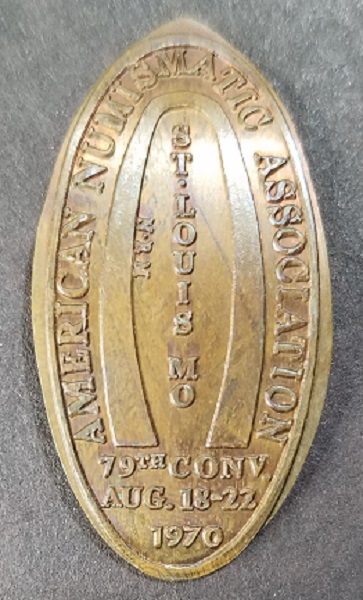 AMERICAN NUMISMATIC ASSOCIATION
ST. LOUIS MO
79TH CONV.
AUG. 18-22
1970